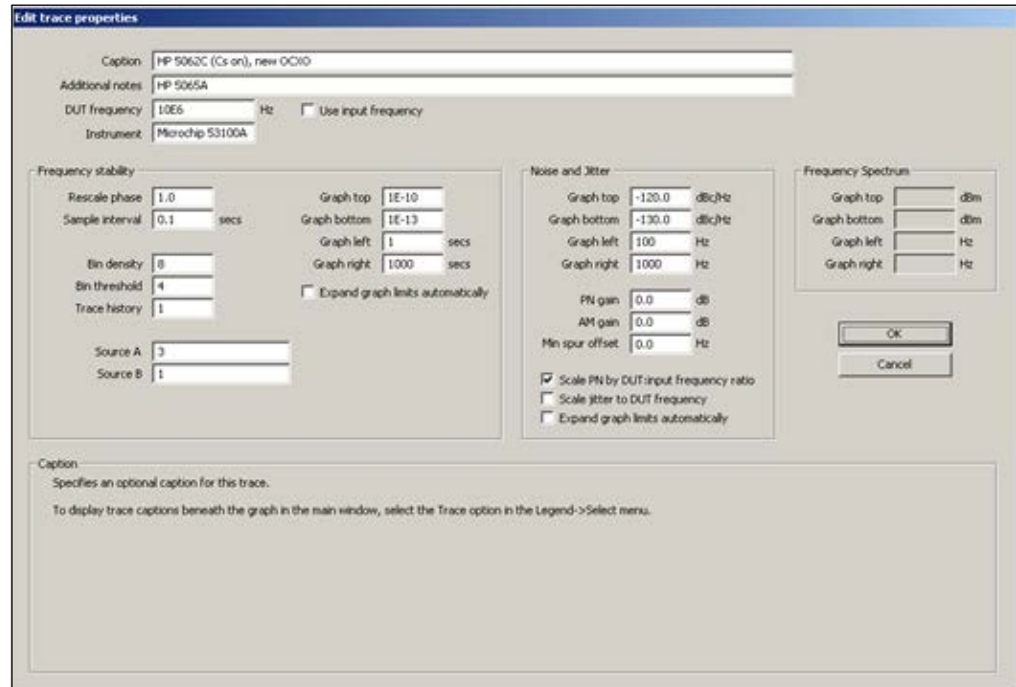 Edit trace properties
Caption HP 5062C (Cs on), new OCXO
Additional notes HP 5065A
DUT frequency 10E6 Hz Use input frequency
Instrument Microchip 53100A
Frequency stability
Rescale phase 1.0
Sample interval 0.1 secs
Bin density 8
Bin threshold 4
Trace history 1
Source A 3
Source B 1
Graph top 1E-10
Graph bottom 1E-13
Graph left 1 secs
Graph right 1000 secs
Expand graph limits automatically
Noise and Jitter
Graph top -120.0 dBc/Hz
Graph bottom -130.0 dBc/Hz
Graph left 100 Hz
Graph right 1000 Hz
PN gain 0.0 dB
AM gain 0.0 dB
Min spur offset 0.0 Hz
Scale PN by DUT:input frequency ratio
Scale jitter to DUT frequency
Expand graph limits automatically
Frequency Spectrum
Graph top dBm
Graph bottom dBm
Graph left Hz
Graph right Hz
OK
Cancel
Caption
Specifies an optional caption for this trace.
To display trace captions beneath the graph in the main window, select the Trace option in the Legend->Select menu.